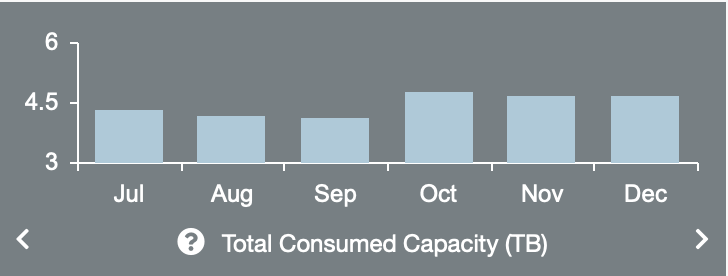 6
4.5
3
Jul Aug Sep Oct Nov Dec
? Total Consumed Capacity (TB)